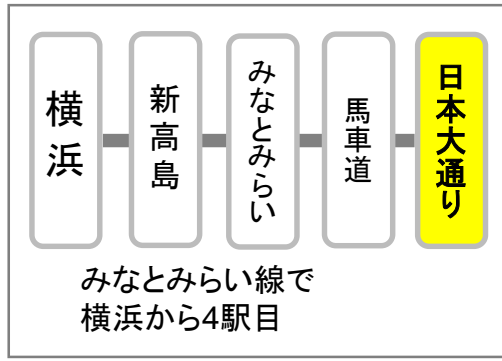 横浜
新高島
みなとみらい
馬車道
日本大通り
みなとみらい線で
横浜から4駅目